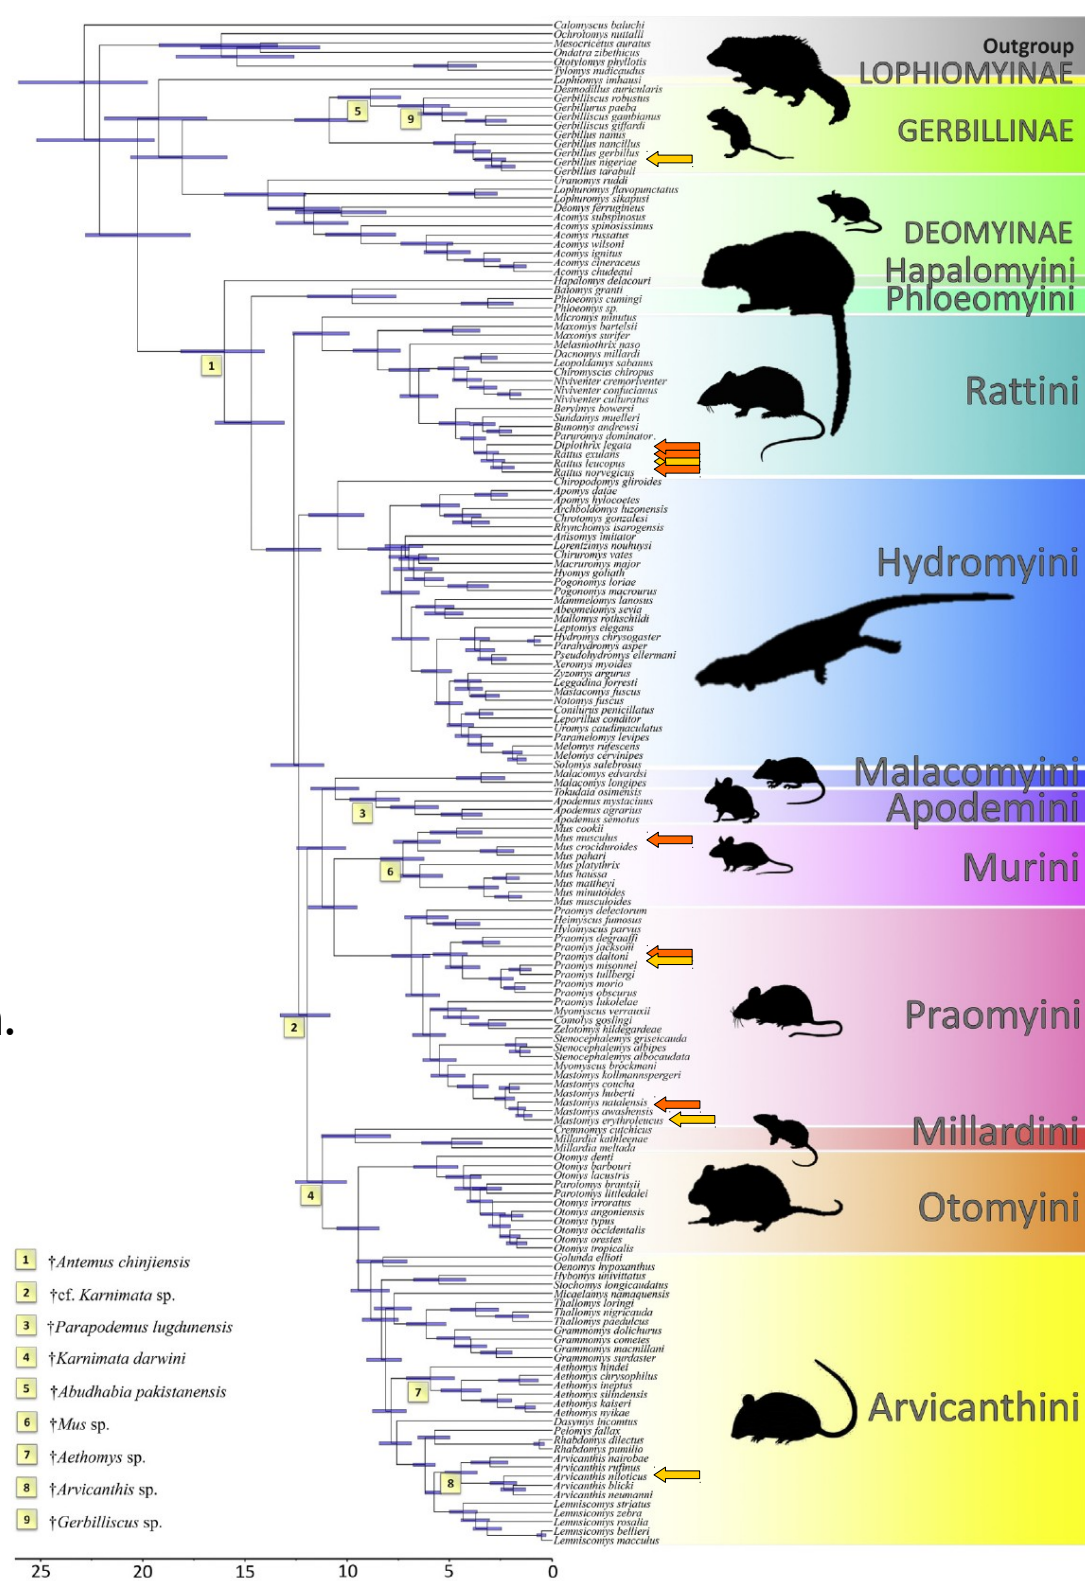 Calomyscus baluchi
Ochrotomys nuttalli
Mesocricetus auratus
Ondatra zibethicus
Ototylomys phyllotis
Tylomys nudicaudus
Lophiomys imhausi
Desmodillus auricularis
Gerbilliscus robustus
Gerbillurus paeba
Gerbilliscus gambianus
Gerbilliscus giffardi
Gerbillus nanus
Gerbillus nancillus
Gerbillus gerbillus
Gerbillus nigeriae
Gerbillus tarabuli
Uranomys ruddi
Lophuromys flavopunctatus
Lophuromys sikapusi
Deomys ferrugineus
Acomys subspinosus
Acomys spinosissimus
Acomys russatus
Acomys wilsoni
Acomys ignitus
Acomys cineraceus
Acomys chudeaui
Hapalomys delacouri
Batomys granti
Phloeomys cumingi
Phloeomys sp.
Micromys minutus
Maxomys bartelsii
Maxomys surifer
Melasmothrix naso
Dacnomys millardi
Leopoldamys sabanus
Chiromyscus chiropus
Niviventer cremoriventer
Niviventer confucianus
Niviventer culturatus
Berylmys bowersi
Sundamys muelleri
Bunomys andrewsi
Paruromys dominator
Diplothrix legata
Rattus exulans
Rattus leucopus
Rattus norvegicus
Chiropodomys gliroides
Apomys datae
Apomys hylocoetes
Archboldomys luzonensis
Chrotomys gonzalesi
Rhynchomys isarogensis
Anisomys imitator
Lorentzimys nouhuysi
Chiruromys vates
Macruromys major
Hyomys goliath
Pogonomys loriae
Pogonomys macrourus
Mammelomys lanosus
Abeomelomys sevia
Mallomys rothschildi
Leptomys elegans
Hydromys chrysogaster
Parahydromys asper
Pseudohydromys ellermani
Xeromys myoides
Zyzomys argurus
Leggadina forresti
Mastacomys fuscus
Notomys fuscus
Conilurus penicillatus
Leporillus conditor
Uromys caudimaculatus
Paramelomys levipes
Melomys rufescens
Melomys cervinipes
Solomys salebrosus
Malacomys edwardsi
Malacomys longipes
Tokudaia osimensis
Apodemus mystacinus
Apodemus agrarius
Apodemus semotus
Mus cookii
Mus musculus
Mus crociduroides
Mus pahari
Mus platythrix
Mus haussa
Mus mattheyi
Mus minutoides
Mus musculoides
Praomys delectorum
Heimyscus fumosus
Hylomyscus parvus
Praomys degraaffi
Praomys jacksoni
Praomys daltoni
Praomys misonnei
Praomys tullbergi
Praomys morio
Praomys obscurus
Praomys lukolelae
Myomyscus verrauxii
Colomys goslingi
Zelotomys hildegardeae
Stenocephalemys griseicauda
Stenocephalemys albipes
Stenocephalemys albocaudata
Myomyscus brockmani
Mastomys kollmannspergeri
Mastomys coucha
Mastomys huberti
Mastomys natalensis
Mastomys awashensis
Mastomys erythroleucus
Cremnomys cutchicus
Millardia kathleenae
Millardia meltada
Otomys denti
Otomys barbouri
Otomys lacustris
Parotomys brantsii
Parotomys littledalei
Otomys irroratus
Otomys angoniensis
Otomys typus
Otomys occidentalis
Otomys orestes
Otomys tropicalis
Golunda ellioti
Oenomys hypoxanthus
Hybomys univittatus
Stochomys longicaudatus
Micaelamys namaquensis
Thallomys loringi
Thallomys nigricauda
Thallomys paedulcus
Grammomys dolichurus
Grammomys cometes
Grammomys macmillani
Grammomys surdaster
Aethomys hindei
Aethomys chrysophilus
Aethomys ineptus
Aethomys silindensis
Aethomys kaiseri
Aethomys nyikae
Dasymys incomtus
Pelomys fallax
Rhabdomys dilectus
Rhabdomys pumilio
Arvicanthis nairobae
Arvicanthis rufinus
Arvicanthis niloticus
Arvicanthis blicki
Arvicanthis neumanni
Lemniscomys striatus
Lemniscomys zebra
Lemniscomys rosalia
Lemniscomys bellieri
Lemniscomys macculus
Outgroup
LOPHIOMYINAE
GERBILLINAE
DEOMYINAE
Hapalomyini
Phloeomyini
Rattini
Hydromyini
Malacomyini
Apodemini
Murini
Praomyini
Millardini
Otomyini
Arvicanthini
5
9
1
3
6
2
4
7
8
1 †Antemus chinjiensis
2 †cf. Karnimata sp.
3 †Parapodemus lugdunensis
4 †Karnimata darwini
5 †Abudhabia pakistanensis
6 †Mus sp.
7 †Aethomys sp.
8 †Arvicanthis sp.
9 †Gerbilliscus sp.
25 20 15 10 5 0